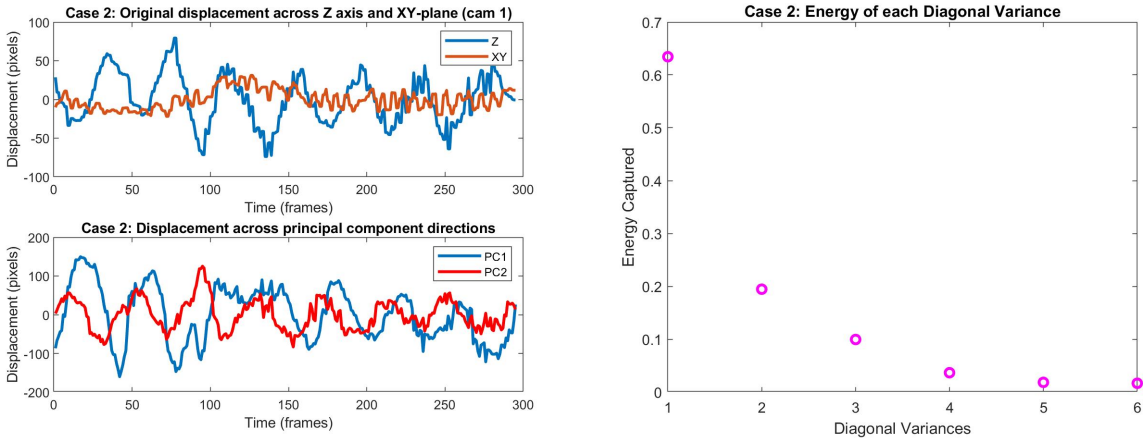 Case 2: Original displacement across Z axis and XY-plane (cam 1)
100
50
0
-50
-100
Displacement (pixels)
Z
XY
0 50 100 150 200 250 300
Time (frames)
Case 2: Displacement across principal component directions
200
100
0
-100
-200
Displacement (pixels)
PC1
PC2
0 50 100 150 200 250 300
Time (frames)
Case 2: Energy of each Diagonal Variance
0.7
0.6
0.5
0.4
0.3
0.2
0.1
0
Energy Captured
1 2 3 4 5 6
Diagonal Variances